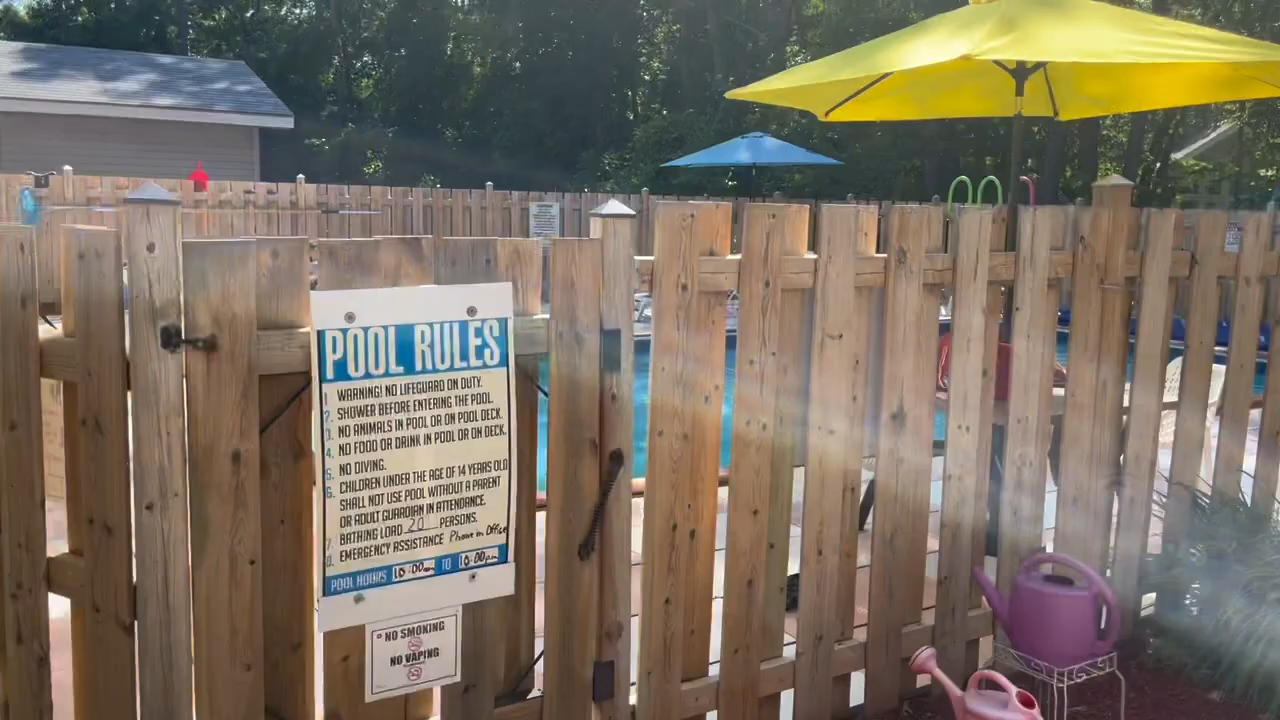 POOL RULES
1. WARNING! NO LIFEGUARD ON DUTY.
2. SHOWER BEFORE ENTERING THE POOL.
3. NO ANIMALS IN POOL OR ON POOL DECK.
4. NO FOOD OR DRINK IN POOL OR ON DECK.
5. NO DIVING.
6. CHILDREN UNDER THE AGE OF 14 YEARS OLD
SHALL NOT USE POOL WITHOUT A PARENT
OR ADULT GUARDIAN IN ATTENDANCE.
7. BATHING LOAD 20 PERSONS.
8. EMERGENCY ASSISTANCE Phone in Office
POOL HOURS 10:00am TO 10:00pm
NO SMOKING
NO VAPING